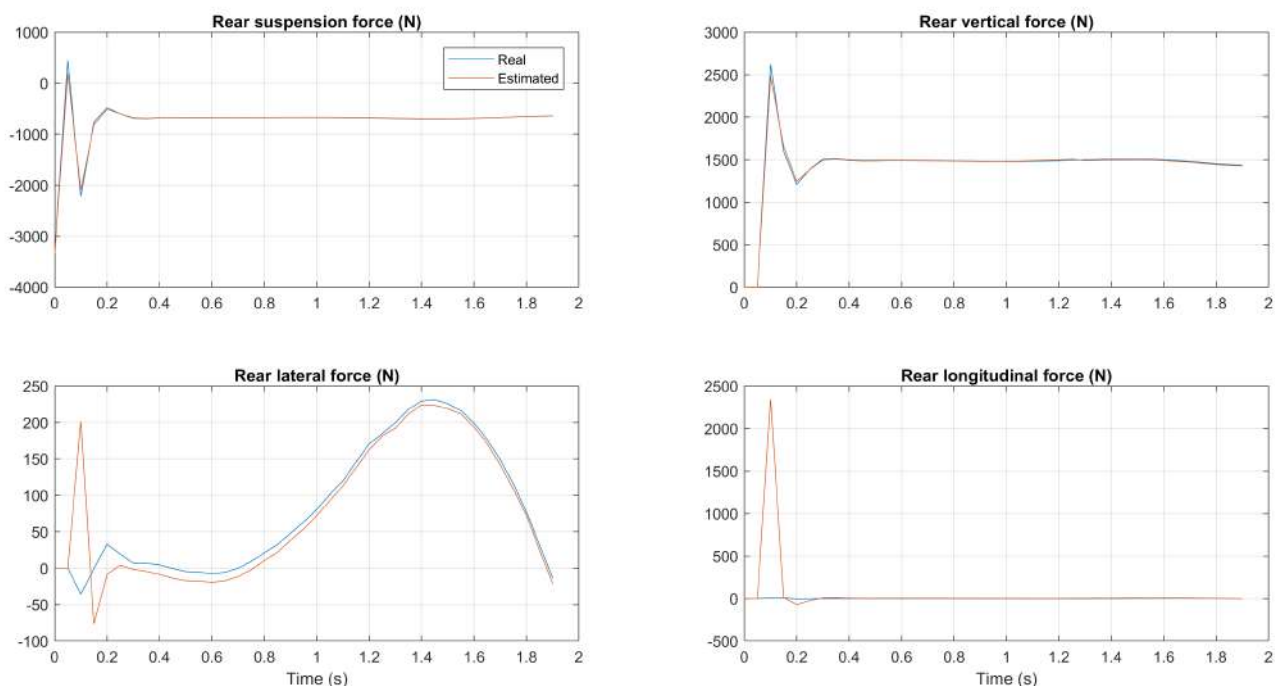 Rear suspension force (N)
1000
0
-1000
-2000
-3000
-4000
0 0.2 0.4 0.6 0.8 1 1.2 1.4 1.6 1.8 2
Real
Estimated
Rear vertical force (N)
3000
2500
2000
1500
1000
500
0
0 0.2 0.4 0.6 0.8 1 1.2 1.4 1.6 1.8 2
Rear lateral force (N)
250
200
150
100
50
0
-50
-100
0 0.2 0.4 0.6 0.8 1 1.2 1.4 1.6 1.8 2
Time (s)
Rear longitudinal force (N)
2500
2000
1500
1000
500
0
-500
0 0.2 0.4 0.6 0.8 1 1.2 1.4 1.6 1.8 2
Time (s)